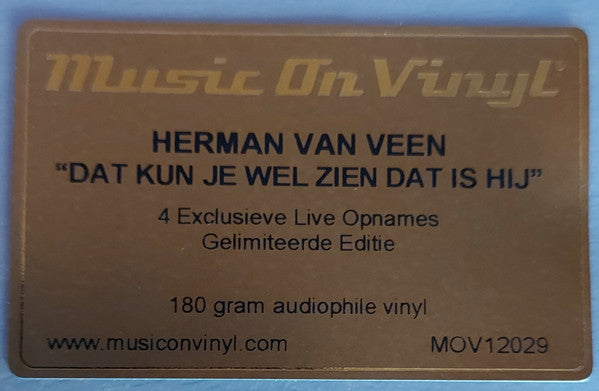 Music On Vinyl®
HERMAN VAN VEEN
“DAT KUN JE WEL ZIEN DAT IS HIJ”
4 Exclusieve Live Opnames
Gelimiteerde Editie
180 gram audiophile vinyl
www.musiconvinyl.com MOV12029